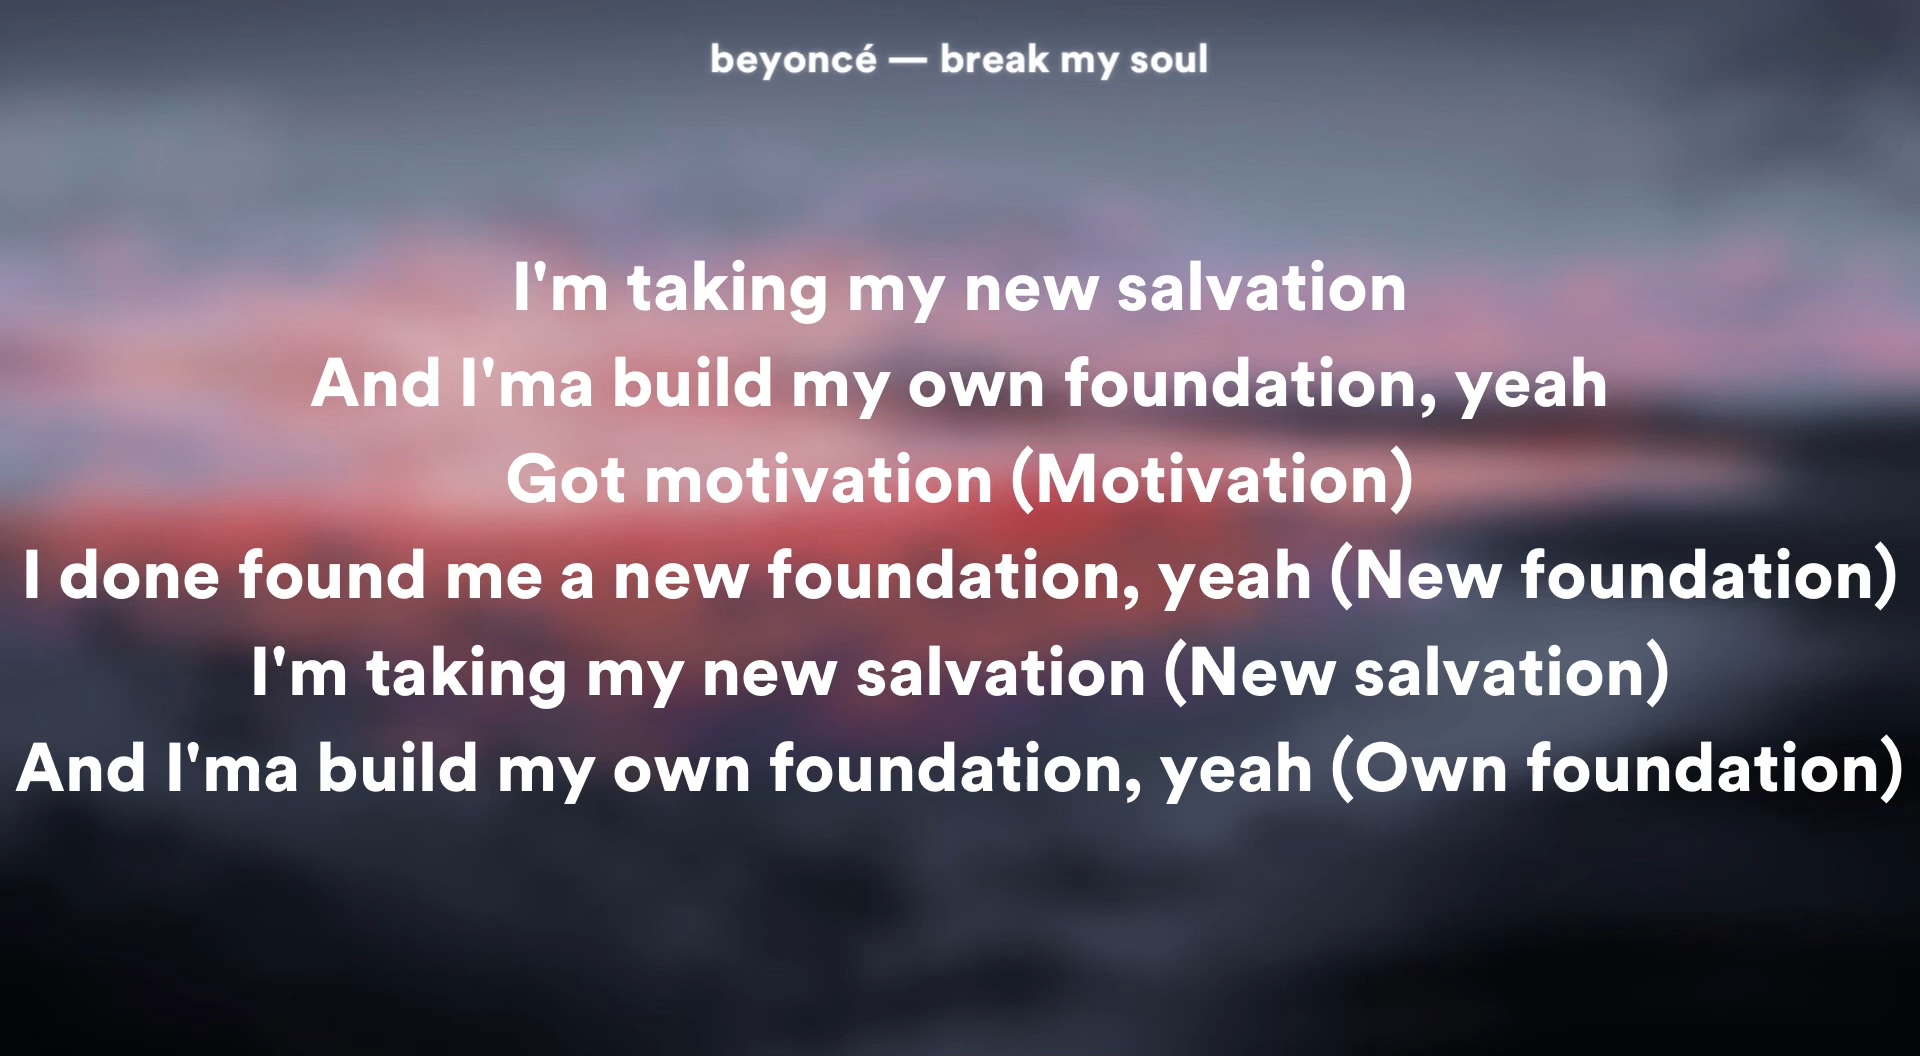 beyoncé — break my soul
I'm taking my new salvation
And I'ma build my own foundation, yeah
Got motivation (Motivation)
I done found me a new foundation, yeah (New foundation)
I'm taking my new salvation (New salvation)
And I'ma build my own foundation, yeah (Own foundation)